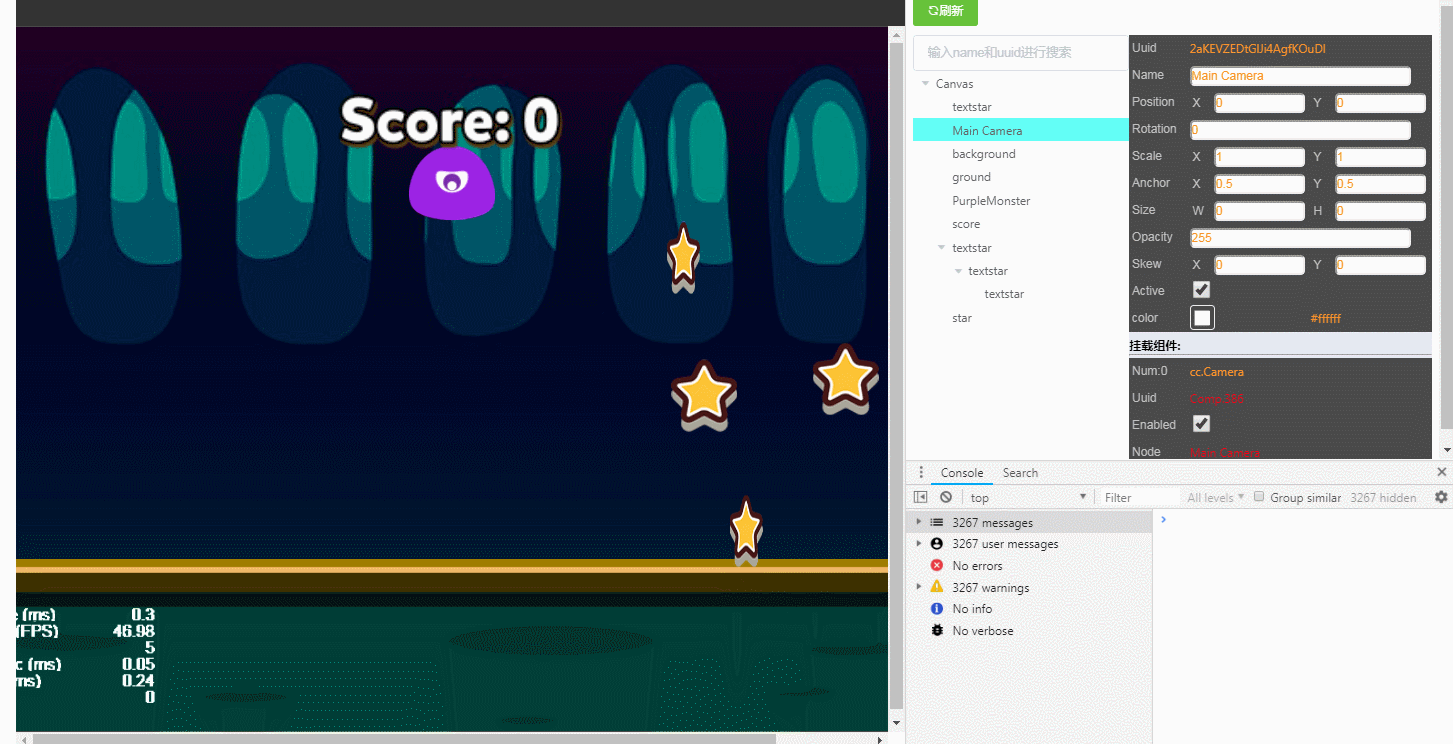 刷新
输入name和uuid进行搜索
Canvas
textstar
Main Camera
background
ground
PurpleMonster
score
textstar
textstar
textstar
star
Uuid
Name Main Camera
Position X 0 Y 0
Rotation 0
Scale X 1 Y 1
Anchor X 0.5 Y 0.5
Size W 0 H 0
Opacity 255
Skew X 0 Y 0
Active
color #ffffff
挂载组件:
Num:0 cc.Camera
Uuid
Enabled
Node Main Camera
Score: 0
(ms) 0.3
(FPS) 46.98
5
c (ms) 0.05
ms) 0.24
0
Console Search
top Filter All levels Group similar 3267 hidden
3267 messages
3267 user messages
No errors
3267 warnings
No info
No verbose